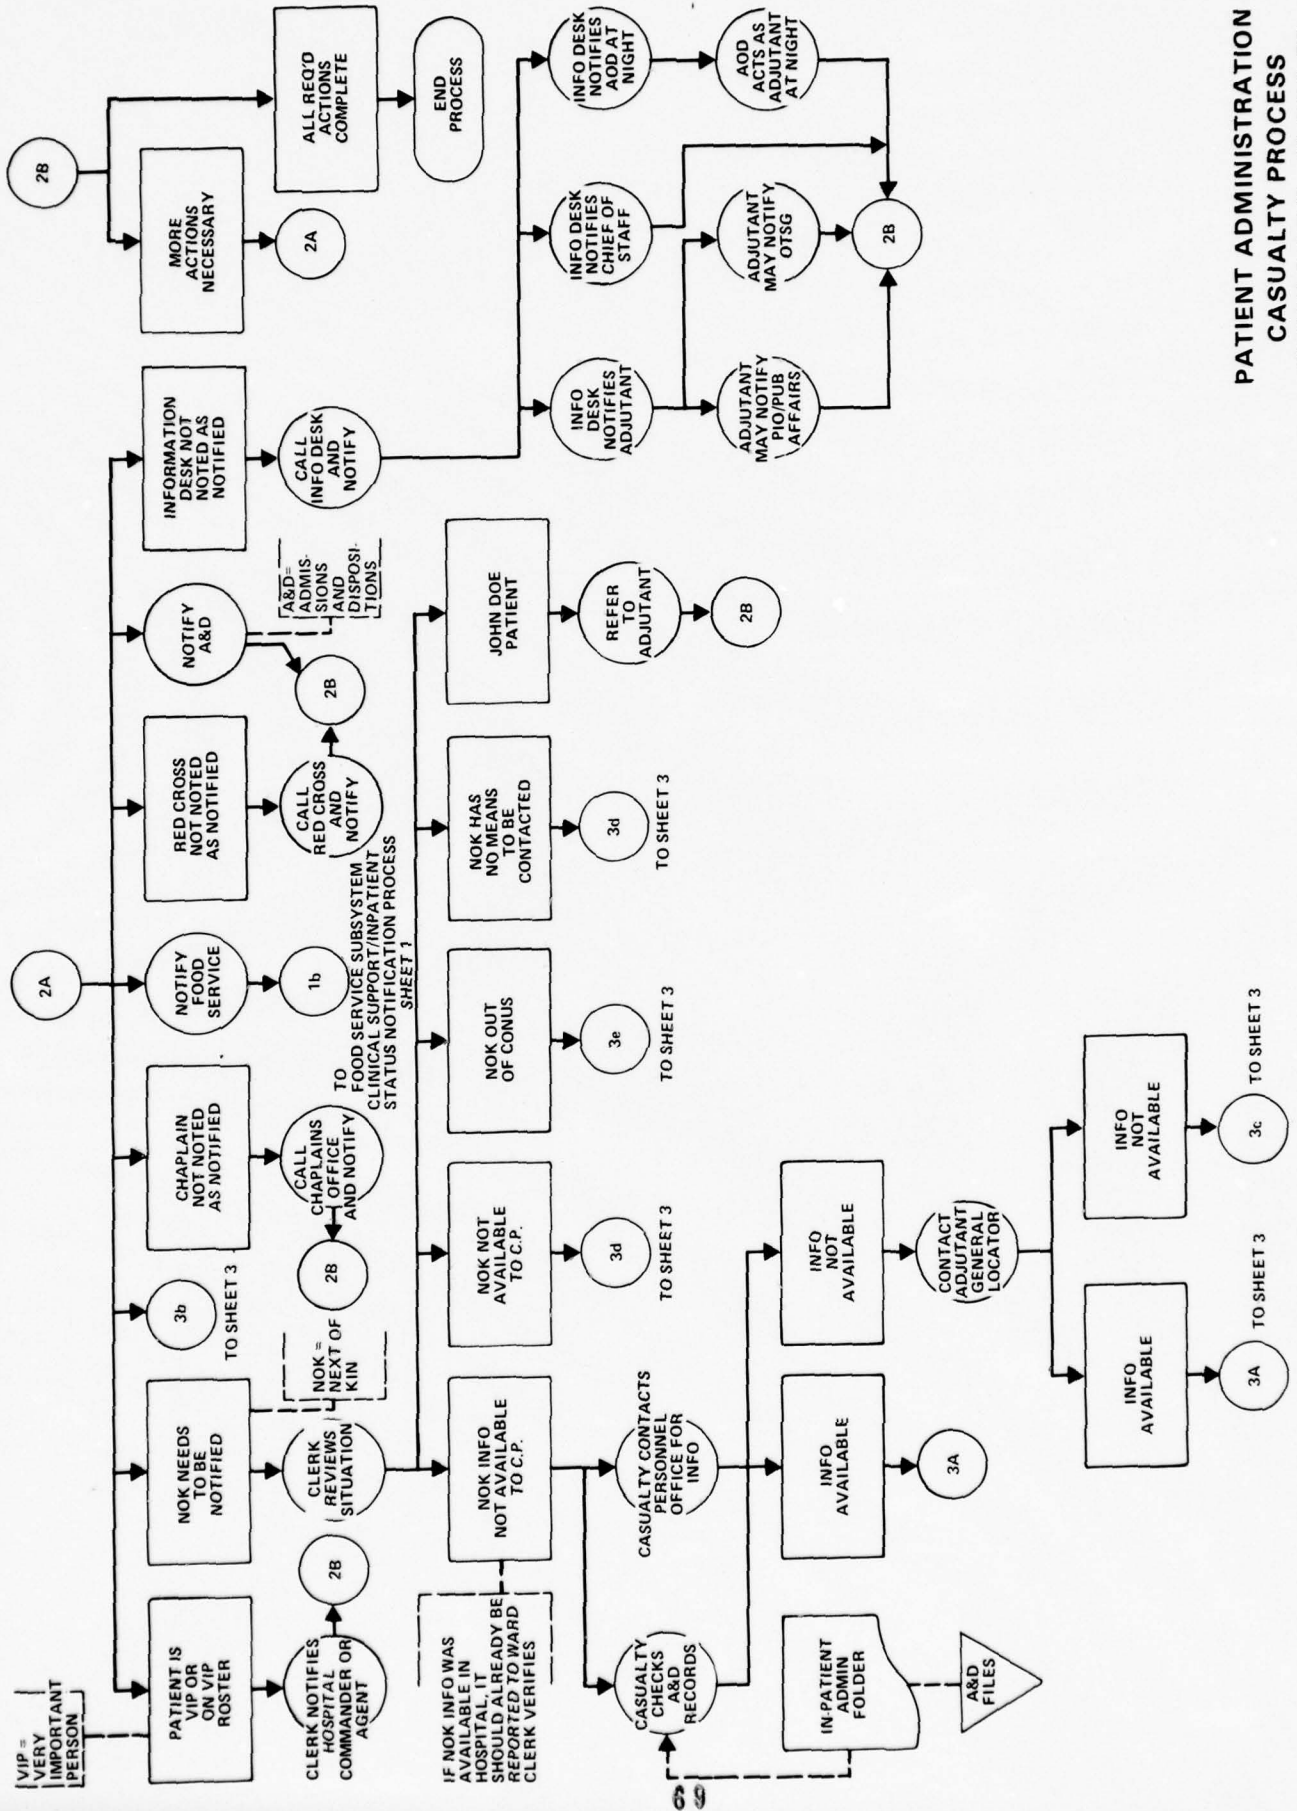 2A
2B
VIP =
VERY
IMPORTANT
PERSON
PATIENT IS
VIP OR
ON VIP
ROSTER
NOK NEEDS
TO BE
NOTIFIED
3b
TO SHEET 3
CHAPLAIN
NOT NOTED
AS NOTIFIED
NOTIFY
FOOD
SERVICE
RED CROSS
NOT NOTED
AS NOTIFIED
NOTIFY
A&D
INFORMATION
DESK NOT
NOTED AS
NOTIFIED
MORE
ACTIONS
NECESSARY
ALL REQ'D
ACTIONS
COMPLETE
CLERK NOTIFIES
HOSPITAL
COMMANDER OR
AGENT
2B
CLERK
REVIEWS
SITUATION
NOK =
NEXT OF
KIN
2B
CALL
CHAPLAINS
OFFICE
AND NOTIFY
1b
TO
FOOD SERVICE SUBSYSTEM
CLINICAL SUPPORT/INPATIENT
STATUS NOTIFICATION PROCESS
SHEET 1
CALL
RED CROSS
AND
NOTIFY
2B
A&D=
ADMIS-
SIONS
AND
DISPOSI-
TIONS
CALL
INFO DESK
AND
NOTIFY
2A
END
PROCESS
IF NOK INFO WAS
AVAILABLE IN
HOSPITAL, IT
SHOULD ALREADY BE
REPORTED TO WARD
CLERK VERIFIES
NOK INFO
NOT AVAILABLE
TO C.P.
NOK NOT
AVAILABLE
TO C.P.
NOK OUT
OF CONUS
NOK HAS
NO MEANS
TO BE
CONTACTED
JOHN DOE
PATIENT
INFO
DESK
NOTIFIES
ADJUTANT
INFO DESK
NOTIFIES
CHIEF OF
STAFF
INFO DESK
NOTIFIES
AOD AT
NIGHT
CASUALTY
CHECKS
A&D
RECORDS
CASUALTY CONTACTS
PERSONNEL
OFFICE FOR
INFO
3d
TO SHEET 3
3e
TO SHEET 3
3d
TO SHEET 3
REFER
TO
ADJUTANT
2B
ADJUTANT
MAY NOTIFY
PIO/PUB
AFFAIRS
ADJUTANT
MAY NOTIFY
OTSG
AOD
ACTS AS
ADJUTANT
AT NIGHT
2B
IN-PATIENT
ADMIN
FOLDER
A&D
FILES
INFO
AVAILABLE
3A
INFO
NOT
AVAILABLE
CONTACT
ADJUTANT
GENERAL
LOCATOR
INFO
AVAILABLE
3A
TO SHEET 3
INFO
NOT
AVAILABLE
3c
TO SHEET 3
PATIENT ADMINISTRATION
CASUALTY PROCESS